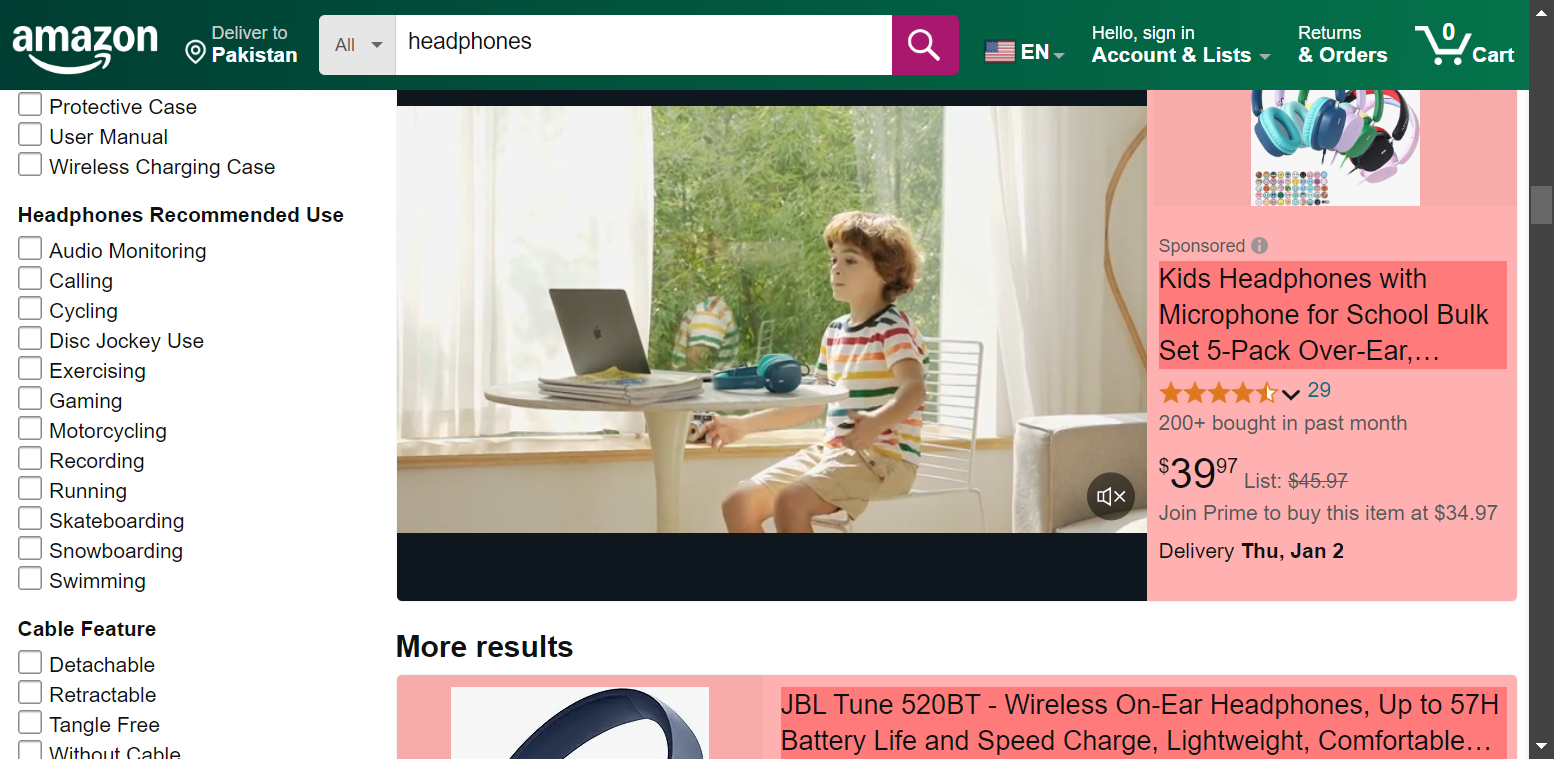 amazon
Deliver to
Pakistan
All
headphones
EN
Hello, sign in
Account & Lists
Returns
& Orders
0
Cart
Protective Case
User Manual
Wireless Charging Case
Headphones Recommended Use
Audio Monitoring
Calling
Cycling
Disc Jockey Use
Exercising
Gaming
Motorcycling
Recording
Running
Skateboarding
Snowboarding
Swimming
Cable Feature
Detachable
Retractable
Tangle Free
Without Cable
Sponsored
Kids Headphones with
Microphone for School Bulk
Set 5-Pack Over-Ear,…
29
200+ bought in past month
$39.97 List: $45.97
Join Prime to buy this item at $34.97
Delivery Thu, Jan 2
More results
JBL Tune 520BT - Wireless On-Ear Headphones, Up to 57H
Battery Life and Speed Charge, Lightweight, Comfortable…